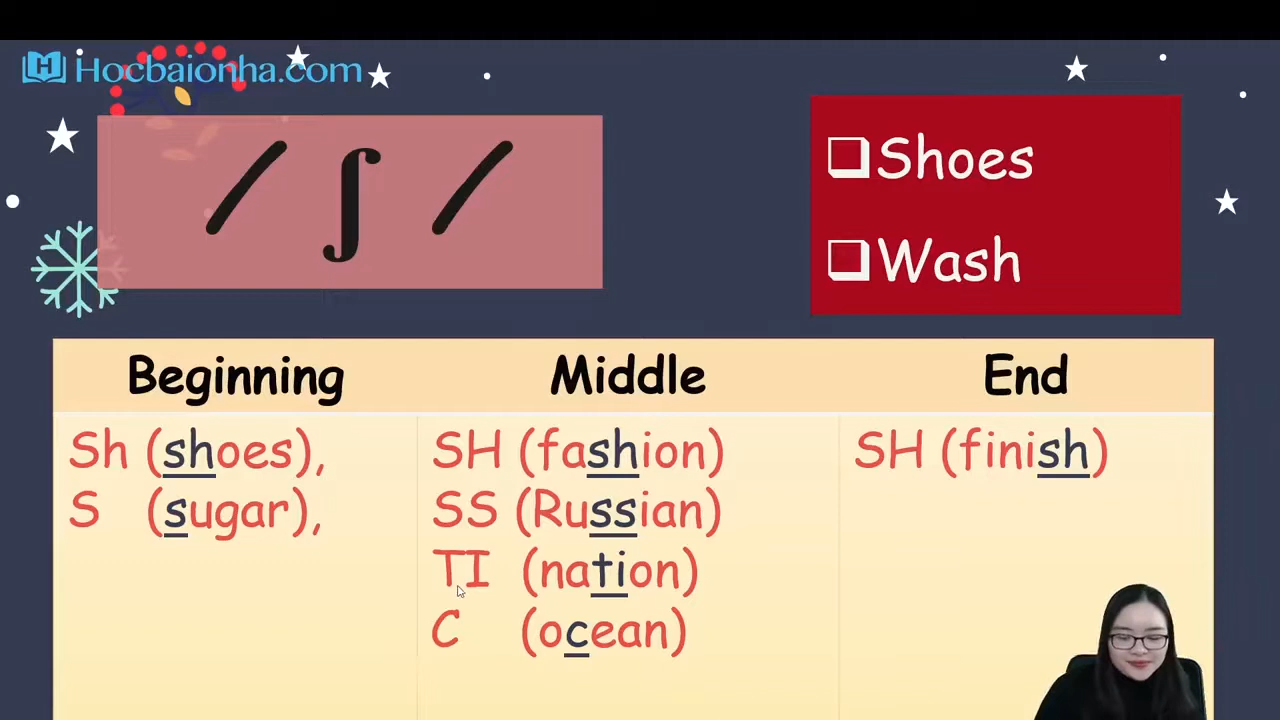 Hocbaionha.com
/ ʃ /
Shoes
Wash
Beginning
Middle
End
Sh (shoes),
S (sugar),
SH (fashion)
SS (Russian)
TI (nation)
C (ocean)
SH (finish)